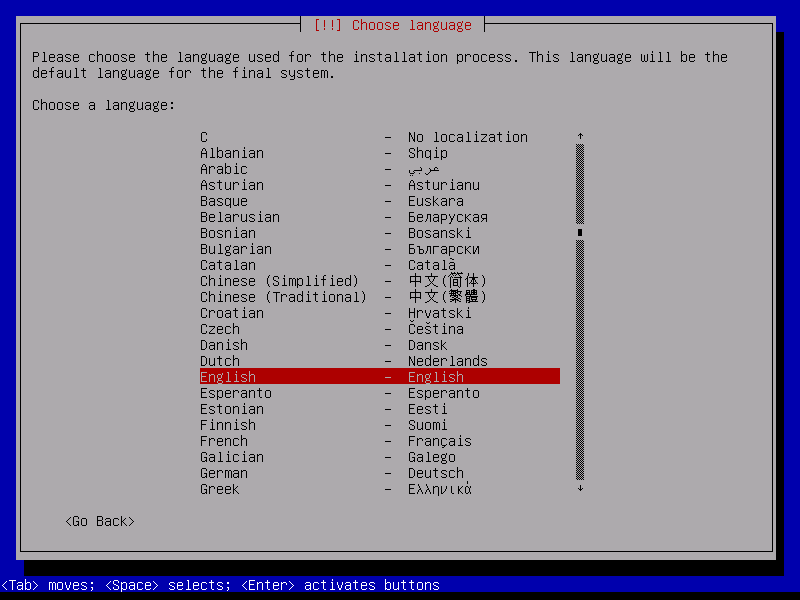 [!!] Choose language
Please choose the language used for the installation process. This language will be the
default language for the final system.
Choose a language:
C - No localization
Albanian - Shqip
Arabic - عربي
Asturian - Asturianu
Basque - Euskara
Belarusian - Беларуская
Bosnian - Bosanski
Bulgarian - Български
Catalan - Català
Chinese (Simplified) - 中文(简体)
Chinese (Traditional) - 中文(繁體)
Croatian - Hrvatski
Czech - Čeština
Danish - Dansk
Dutch - Nederlands
English - English
Esperanto - Esperanto
Estonian - Eesti
Finnish - Suomi
French - Français
Galician - Galego
German - Deutsch
Greek - Ελληνικά
<Go Back>
<Tab> moves; <Space> selects; <Enter> activates buttons